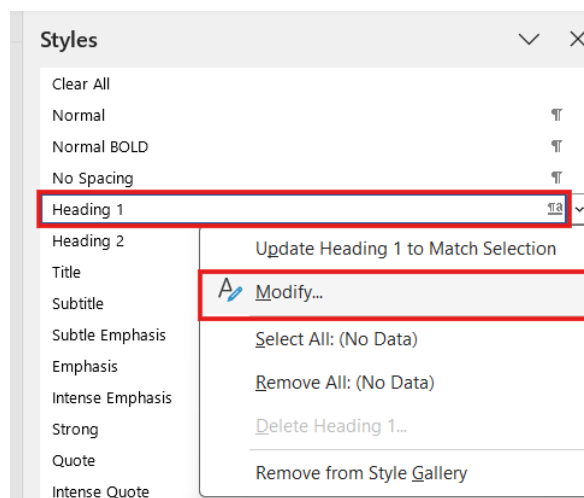 Styles
Clear All
Normal ¶
Normal BOLD ¶
No Spacing ¶
Heading 1 ¶a
Heading 2
Update Heading 1 to Match Selection
Title
Modify...
Subtitle
Subtle Emphasis
Select All: (No Data)
Emphasis
Remove All: (No Data)
Intense Emphasis
Strong
Delete Heading 1...
Quote
Remove from Style Gallery
Intense Quote